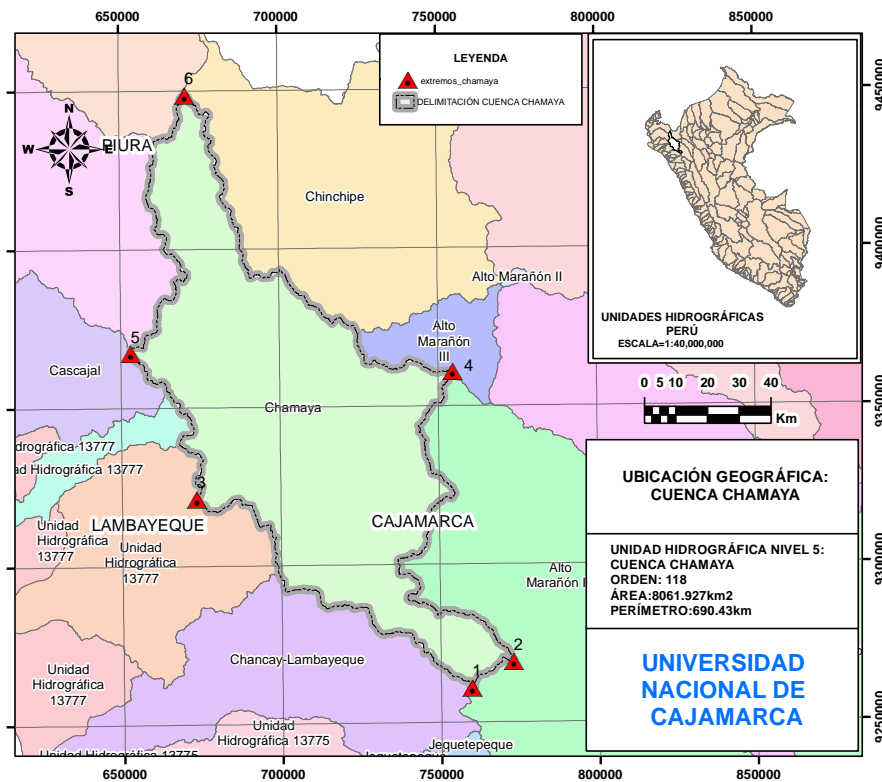 650000
700000
750000
800000
850000
LEYENDA
extremos_chamaya
DELIMITACIÓN CUENCA CHAMAYA
6
N
W
E
S
PIURA
Chinchipe
Alto Marañón II
Alto
Marañón
III
5
4
Cascajal
Chamaya
drográfica 13777
ad Hidrográfica 13777
3
LAMBAYEQUE
CAJAMARCA
Unidad
Hidrográfica
13777
Unidad
Hidrográfica
13777
Alto
Marañón I
2
1
Chancay-Lambayeque
Unidad
Hidrográfica
13777
Unidad
Hidrográfica 13775
Unidad Hidrográfica 13775
Jequetepeque
Jequetepeque
UNIDADES HIDROGRÁFICAS
PERÚ
ESCALA=1:40,000,000
0 5 10 20 30 40
Km
UBICACIÓN GEOGRÁFICA:
CUENCA CHAMAYA
UNIDAD HIDROGRÁFICA NIVEL 5:
CUENCA CHAMAYA
ORDEN: 118
ÁREA:8061.927km2
PERÍMETRO:690.43km
UNIVERSIDAD
NACIONAL DE
CAJAMARCA
9450000
9400000
9350000
9300000
9250000
650000
700000
750000
800000
850000